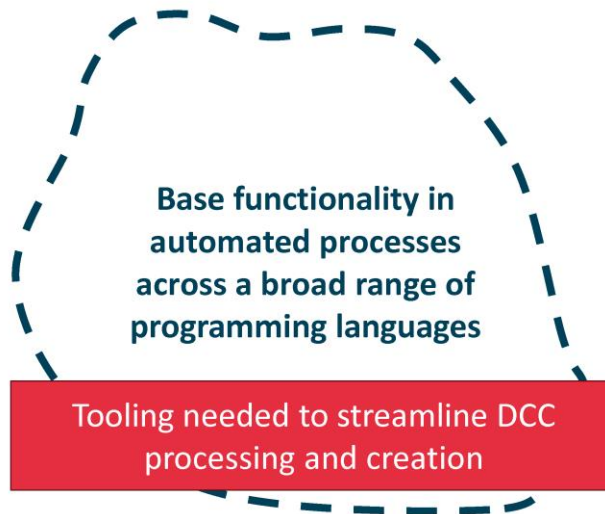 Base functionality in
automated processes
across a broad range of
programming languages
Tooling needed to streamline DCC
processing and creation